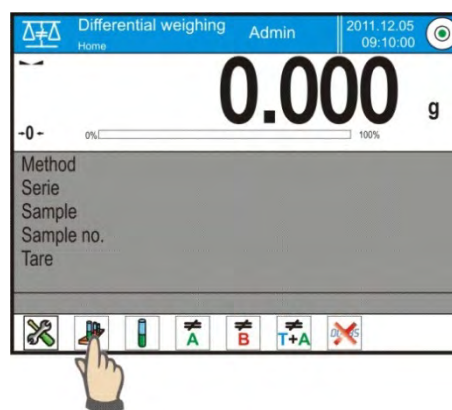 Differential weighing
Home
Admin
2011.12.05
09:10:00
0.000 g
-0-
0%
100%
Method
Serie
Sample
Sample no.
Tare
A
B
T+A